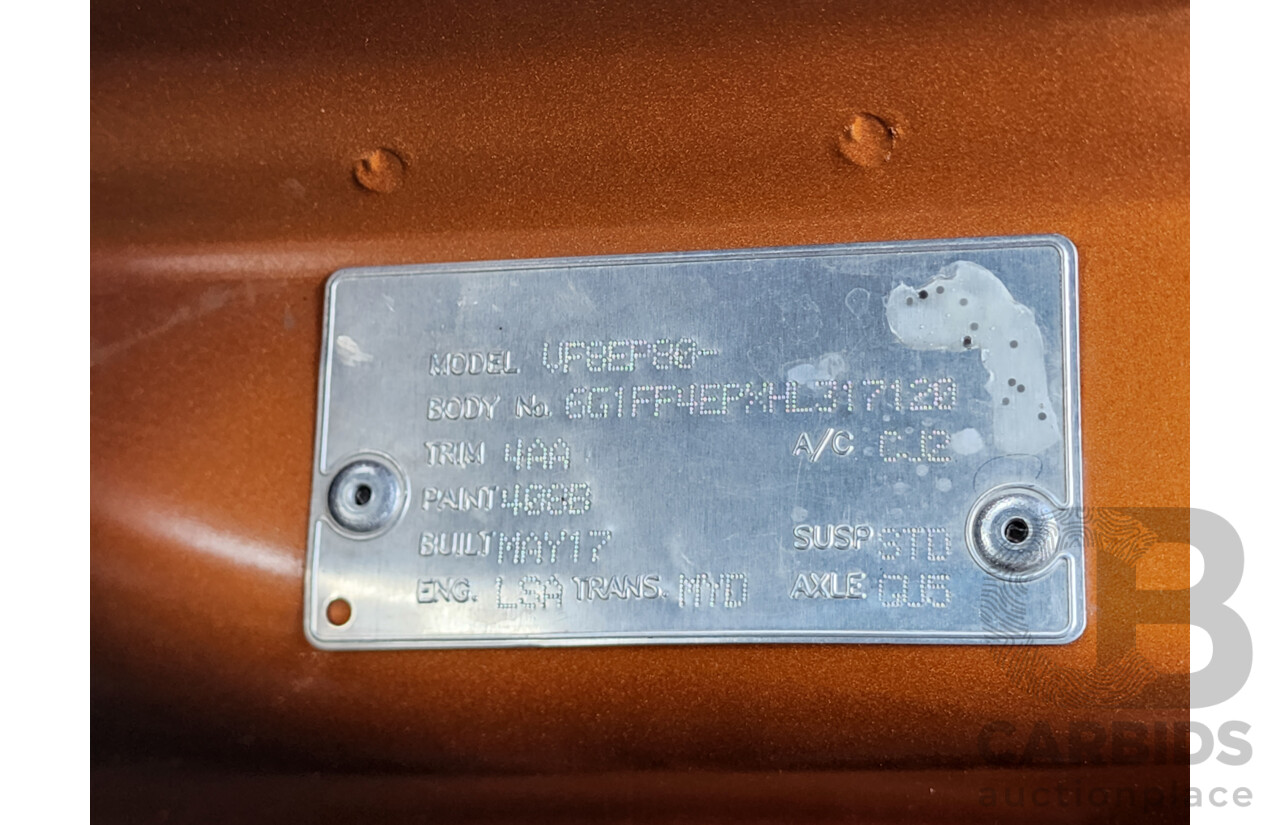 MODEL VF8EP80-
BODY No. 6G1FP4EPXHL317120
TRIM 4AA A/C CJ2
PAINT 408B
BUILT MAY17 SUSP STD
ENG. LSA TRANS. MYD AXLE GU5
CARBIDS
auctionplace